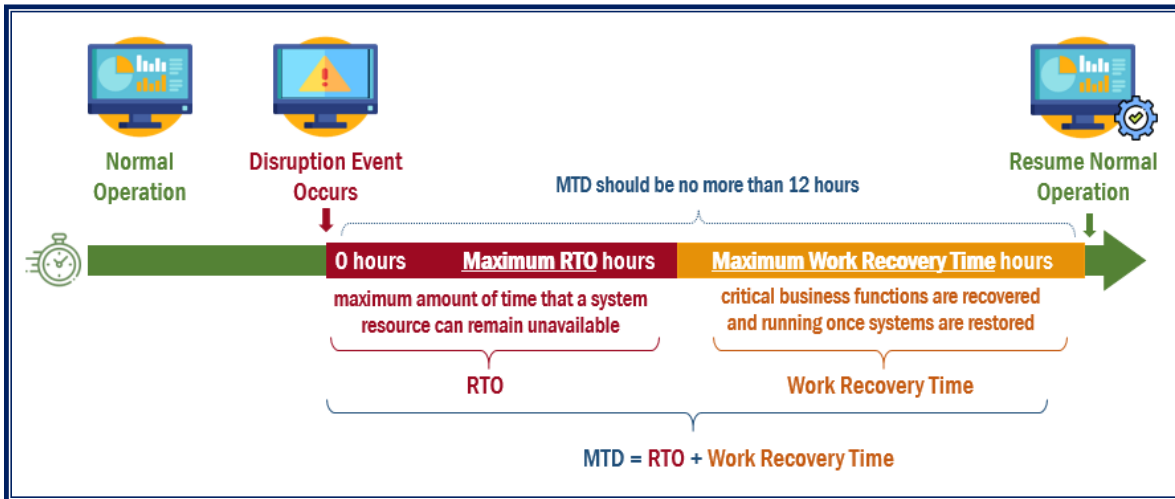 Normal
Operation
Disruption Event
Occurs
Resume Normal
Operation
MTD should be no more than 12 hours
0 hours
Maximum RTO hours
Maximum Work Recovery Time hours
maximum amount of time that a system
resource can remain unavailable
critical business functions are recovered
and running once systems are restored
RTO
Work Recovery Time
MTD = RTO + Work Recovery Time